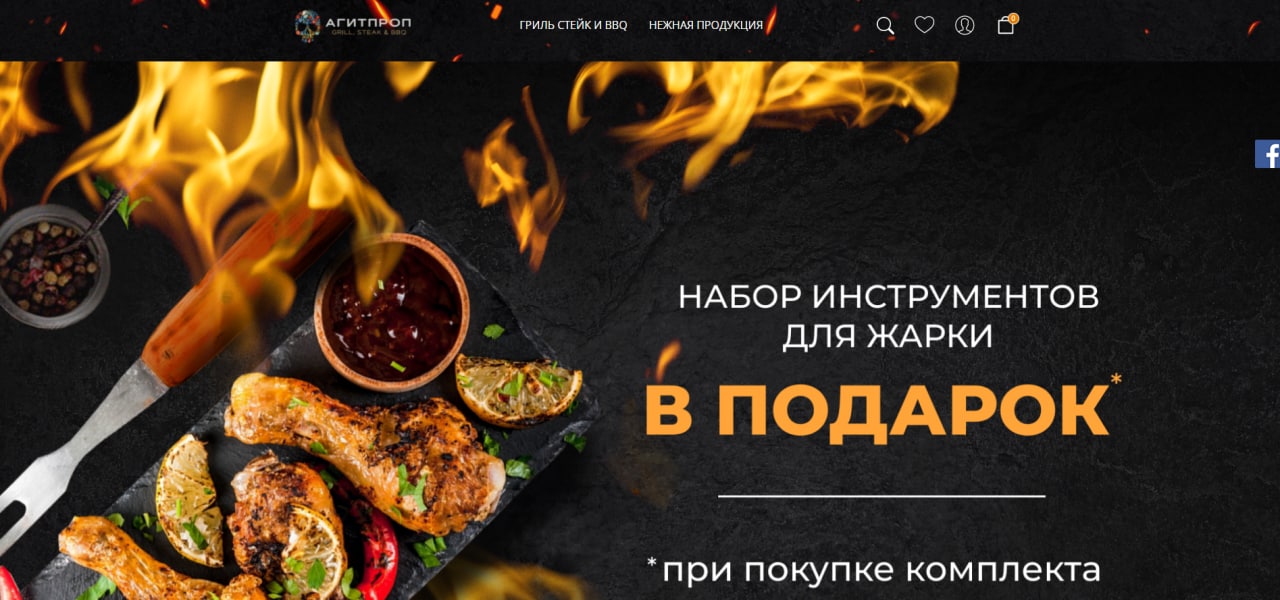 АГИТПРОП
GRILL, STEAK & BBQ
ГРИЛЬ СТЕЙК И BBQ
НЕЖНАЯ ПРОДУКЦИЯ
0
f
НАБОР ИНСТРУМЕНТОВ
ДЛЯ ЖАРКИ
В ПОДАРОК*
*при покупке комплекта